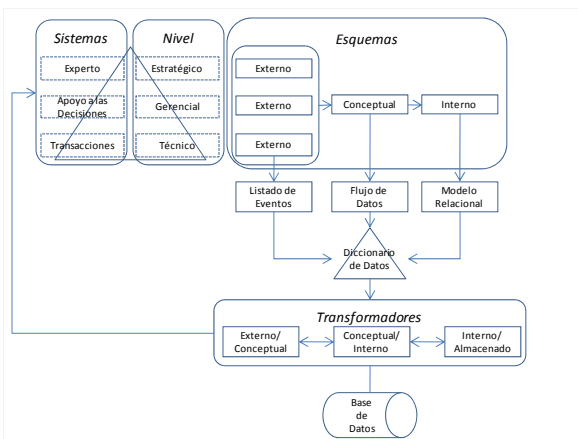 Sistemas
Nivel
Esquemas
Experto
Estratégico
Externo
Apoyo a las
Decisiones
Gerencial
Externo
Conceptual
Interno
Transacciones
Técnico
Externo
Listado de
Eventos
Flujo de
Datos
Modelo
Relacional
Diccionario
de Datos
Transformadores
Externo/
Conceptual
Conceptual/
Interno
Interno/
Almacenado
Base
de
Datos